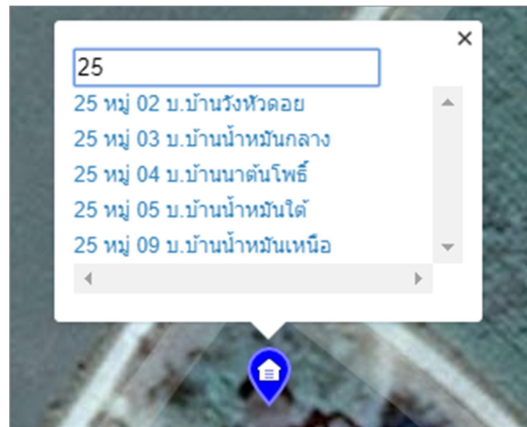 25
25 หมู่ 02 บ.บ้านวังหัวดอย
25 หมู่ 03 บ.บ้านน้ำหมันกลาง
25 หมู่ 04 บ.บ้านนาต้นโพธิ์
25 หมู่ 05 บ.บ้านน้ำหมันใต้
25 หมู่ 09 บ.บ้านน้ำหมันเหนือ